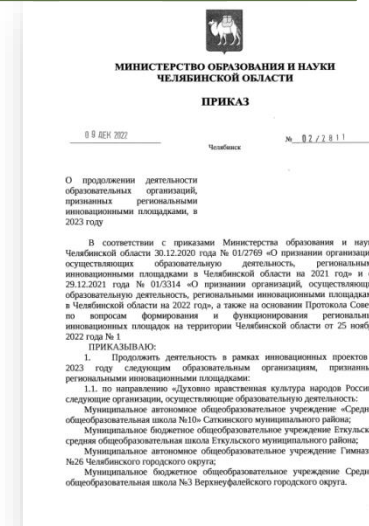 МИНИСТЕРСТВО ОБРАЗОВАНИЯ И НАУКИ
ЧЕЛЯБИНСКОЙ ОБЛАСТИ
ПРИКАЗ
09 ДЕК 2022
№ 02/2811
Челябинск
О продолжении деятельности
образовательных организаций,
признанных региональными
инновационными площадками, в
2023 году
В соответствии с приказами Министерства образования и нау
Челябинской области 30.12.2020 года № 01/2769 «О признании организаци
осуществляющих образовательную деятельность, региональны
инновационными площадками в Челябинской области на 2021 год» и
29.12.2021 года № 01/3314 «О признании организаций, осуществляющ
образовательную деятельность, региональными инновационными площадкам
в Челябинской области на 2022 год», а также на основании Протокола Сове
по вопросам формирования и функционирования региональн
инновационных площадок на территории Челябинской области от 25 нояб
2022 года № 1
ПРИКАЗЫВАЮ:
1. Продолжить деятельность в рамках инновационных проектов
2023 году следующим образовательным организациям, признанны
региональными инновационными площадками:
1.1. по направлению «Духовно нравственная культура народов Росси
следующие организации, осуществляющие образовательную деятельность:
Муниципальное автономное общеобразовательное учреждение «Средн
общеобразовательная школа №10» Саткинского муниципального района;
Муниципальное бюджетное общеобразовательное учреждение Еткульск
средняя общеобразовательная школа Еткульского муниципального района;
Муниципальное автономное общеобразовательное учреждение Гимназ
№26 Челябинского городского округа;
Муниципальное бюджетное общеобразовательное учреждение Средн
общеобразовательная школа №3 Верхнеуфалейского городского округа.